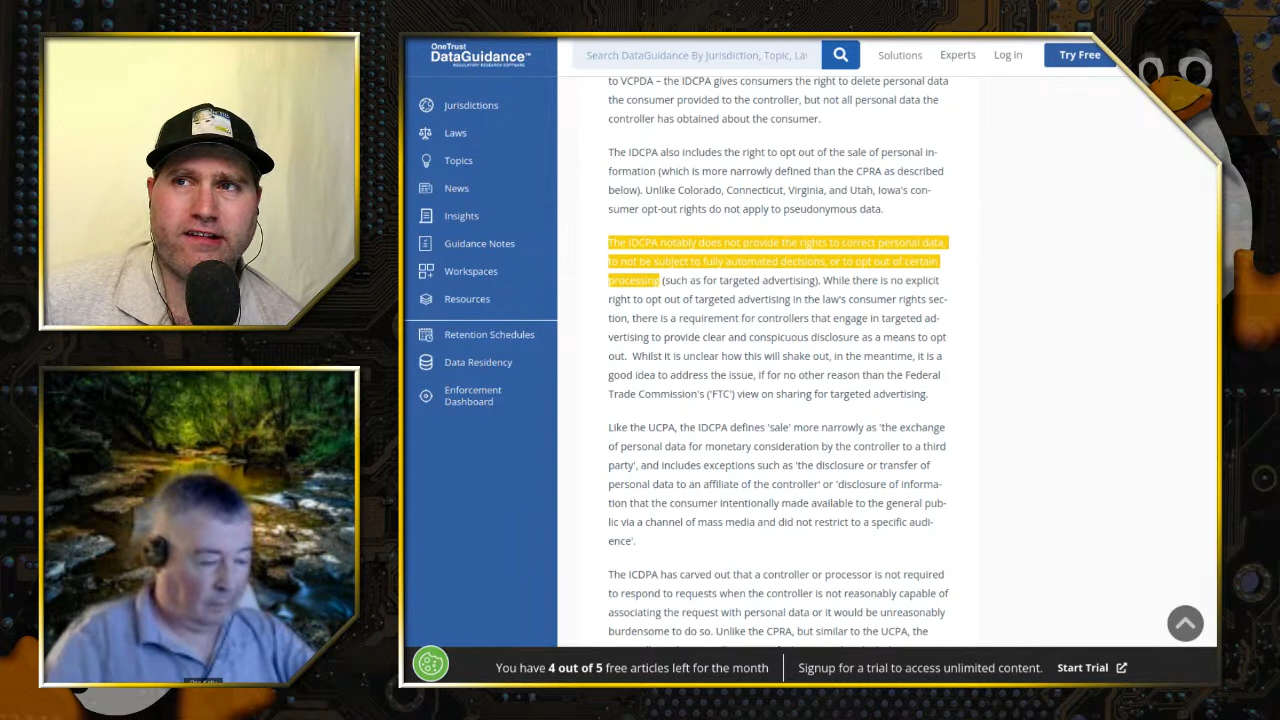 OneTrust
DataGuidance™
REGULATORY RESEARCH SOFTWARE
Search DataGuidance By Jurisdiction, Topic, La
Solutions
Experts
Log in
Try Free
Jurisdictions
Laws
Topics
News
Insights
Guidance Notes
Workspaces
Resources
Retention Schedules
Data Residency
Enforcement
Dashboard
to VCPDA – the IDCPA gives consumers the right to delete personal data
the consumer provided to the controller, but not all personal data the
controller has obtained about the consumer.
The IDCPA also includes the right to opt out of the sale of personal in-
formation (which is more narrowly defined than the CPRA as described
below). Unlike Colorado, Connecticut, Virginia, and Utah, Iowa's con-
sumer opt-out rights do not apply to pseudonymous data.
The IDCPA notably does not provide the rights to correct personal data,
to not be subject to fully automated decisions, or to opt out of certain
processing (such as for targeted advertising). While there is no explicit
right to opt out of targeted advertising in the law's consumer rights sec-
tion, there is a requirement for controllers that engage in targeted ad-
vertising to provide clear and conspicuous disclosure as a means to opt
out. Whilst it is unclear how this will shake out, in the meantime, it is a
good idea to address the issue, if for no other reason than the Federal
Trade Commission's ('FTC') view on sharing for targeted advertising.
Like the UCPA, the IDCPA defines 'sale' more narrowly as 'the exchange
of personal data for monetary consideration by the controller to a third
party', and includes exceptions such as 'the disclosure or transfer of
personal data to an affiliate of the controller' or 'disclosure of informa-
tion that the consumer intentionally made available to the general pub-
lic via a channel of mass media and did not restrict to a specific audi-
ence'.
The ICDPA has carved out that a controller or processor is not required
to respond to requests when the controller is not reasonably capable of
associating the request with personal data or it would be unreasonably
burdensome to do so. Unlike the CPRA, but similar to the UCPA, the
You have 4 out of 5 free articles left for the month
Signup for a trial to access unlimited content.
Start Trial